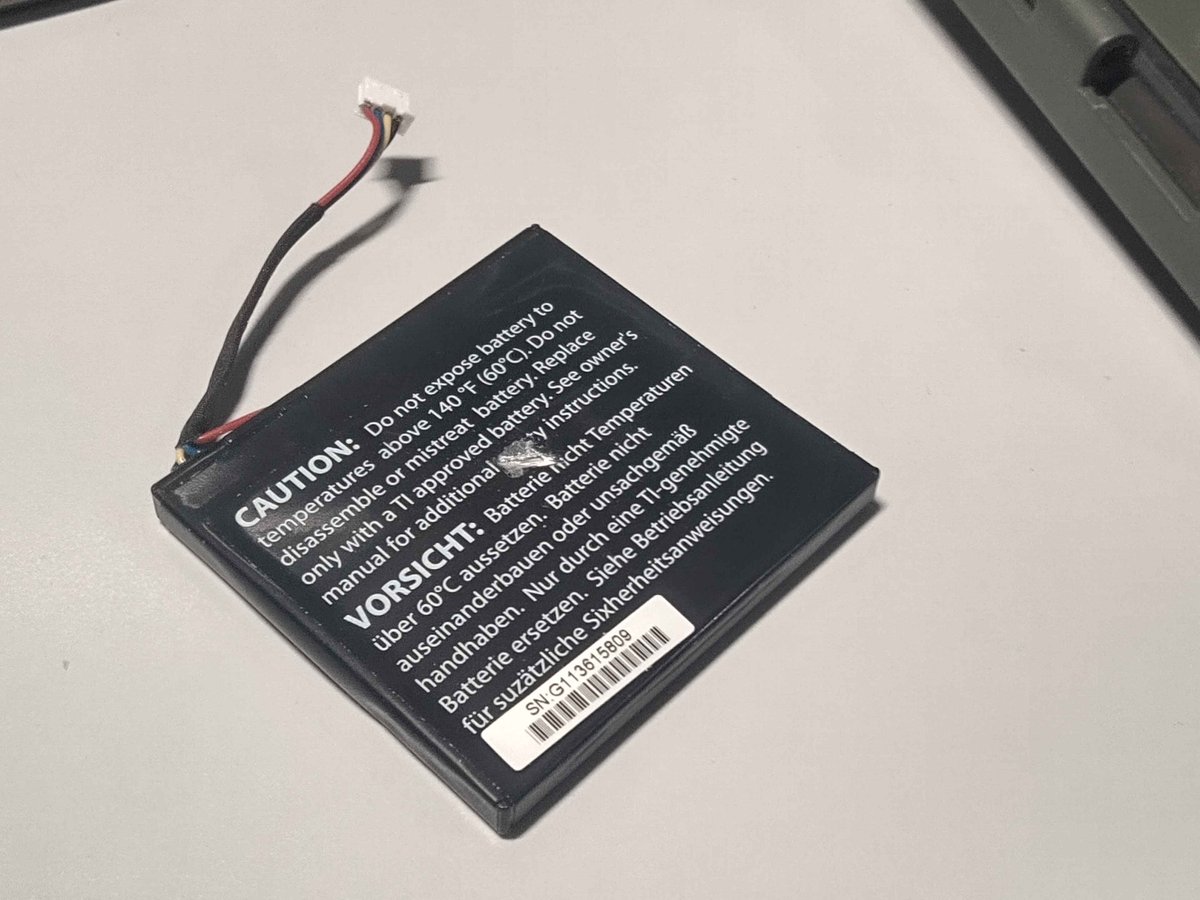 CAUTION: Do not expose battery to
temperatures above 140 °F (60°C). Do not
disassemble or mistreat battery. Replace
only with a TI approved battery. See owner's
manual for additional ty instructions.
VORSICHT: Batterie nicht Temperaturen
über 60°C aussetzen. Batterie nicht
auseinanderbauen oder unsachgemäß
handhaben. Nur durch eine TI-genehmigte
Batterie ersetzen. Siehe Betriebsanleitung
für suzätzliche Sixherheitsanweisungen.
SN:G113615809